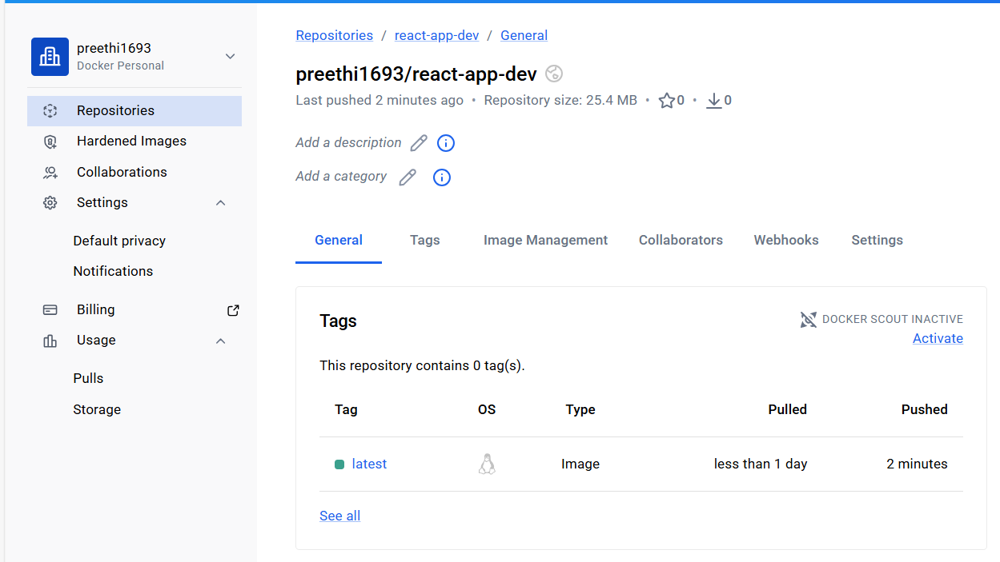 preethi1693
Docker Personal
Repositories
Hardened Images
Collaborations
Settings
Default privacy
Notifications
Billing
Usage
Pulls
Storage
Repositories / react-app-dev / General
preethi1693/react-app-dev
Last pushed 2 minutes ago • Repository size: 25.4 MB • 0 • 0
Add a description
Add a category
General Tags Image Management Collaborators Webhooks Settings
Tags
DOCKER SCOUT INACTIVE
Activate
This repository contains 0 tag(s).
Tag OS Type Pulled Pushed
latest Image less than 1 day 2 minutes
See all